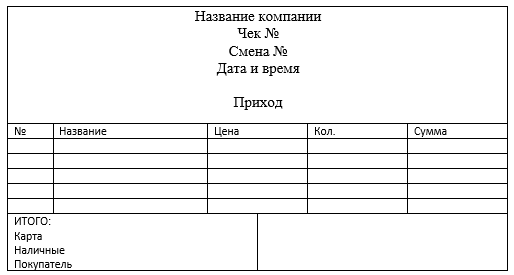 Название компании
Чек №
Смена №
Дата и время
Приход
№ Название Цена Кол. Сумма
ИТОГО:
Карта
Наличные
Покупатель